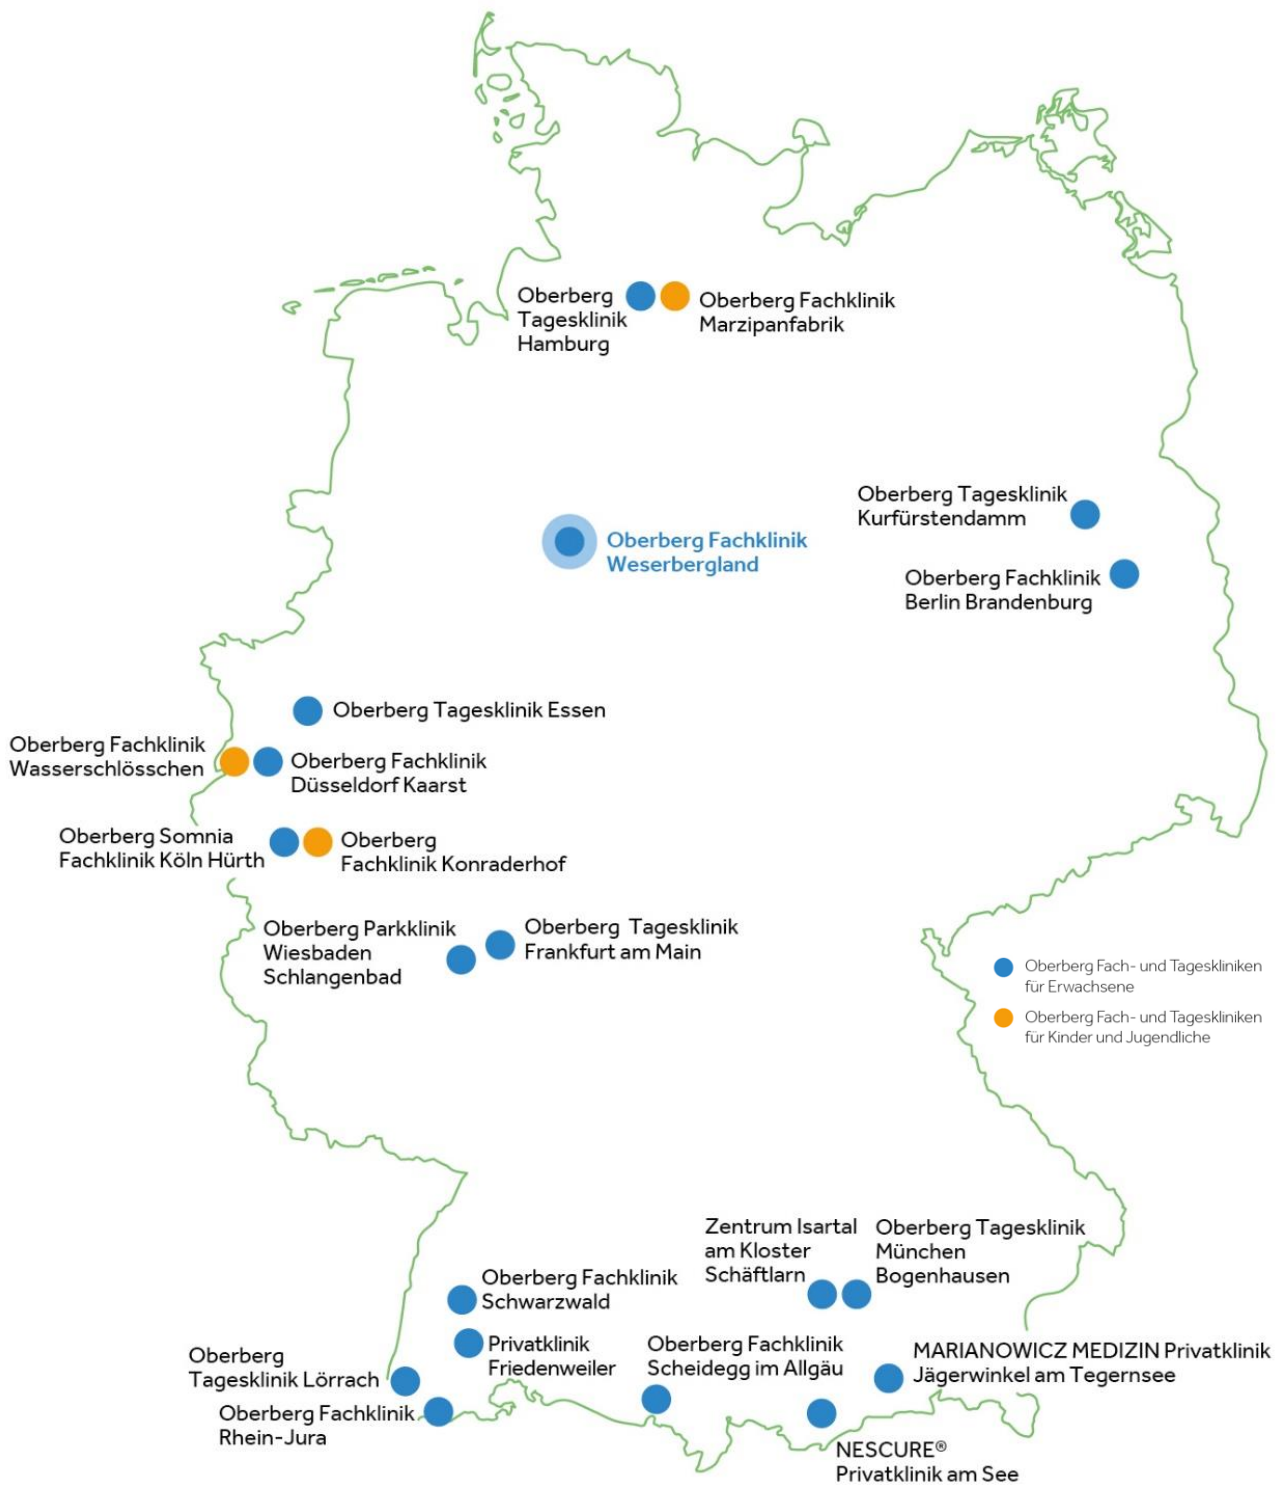 Oberberg
Tagesklinik
Hamburg
Oberberg Fachklinik
Marzipanfabrik
Oberberg Tagesklinik
Kurfürstendamm
Oberberg Fachklinik
Weserbergland
Oberberg Fachklinik
Berlin Brandenburg
Oberberg Tagesklinik Essen
Oberberg Fachklinik
Wasserschlösschen
Oberberg Fachklinik
Düsseldorf Kaarst
Oberberg Somnia
Fachklinik Köln Hürth
Oberberg
Fachklinik Konraderhof
Oberberg Parkklinik
Wiesbaden
Schlangenbad
Oberberg Tagesklinik
Frankfurt am Main
Oberberg Fach- und Tageskliniken
für Erwachsene
Oberberg Fach- und Tageskliniken
für Kinder und Jugendliche
Zentrum Isartal
am Kloster
Schäftlarn
Oberberg Tagesklinik
München
Bogenhausen
Oberberg Fachklinik
Schwarzwald
Privatklinik
Friedenweiler
Oberberg Fachklinik
Scheidegg im Allgäu
MARIANOWICZ MEDIZIN Privatklinik
Jägerwinkel am Tegernsee
Oberberg
Tagesklinik Lörrach
Oberberg Fachklinik
Rhein-Jura
NESCURE®
Privatklinik am See